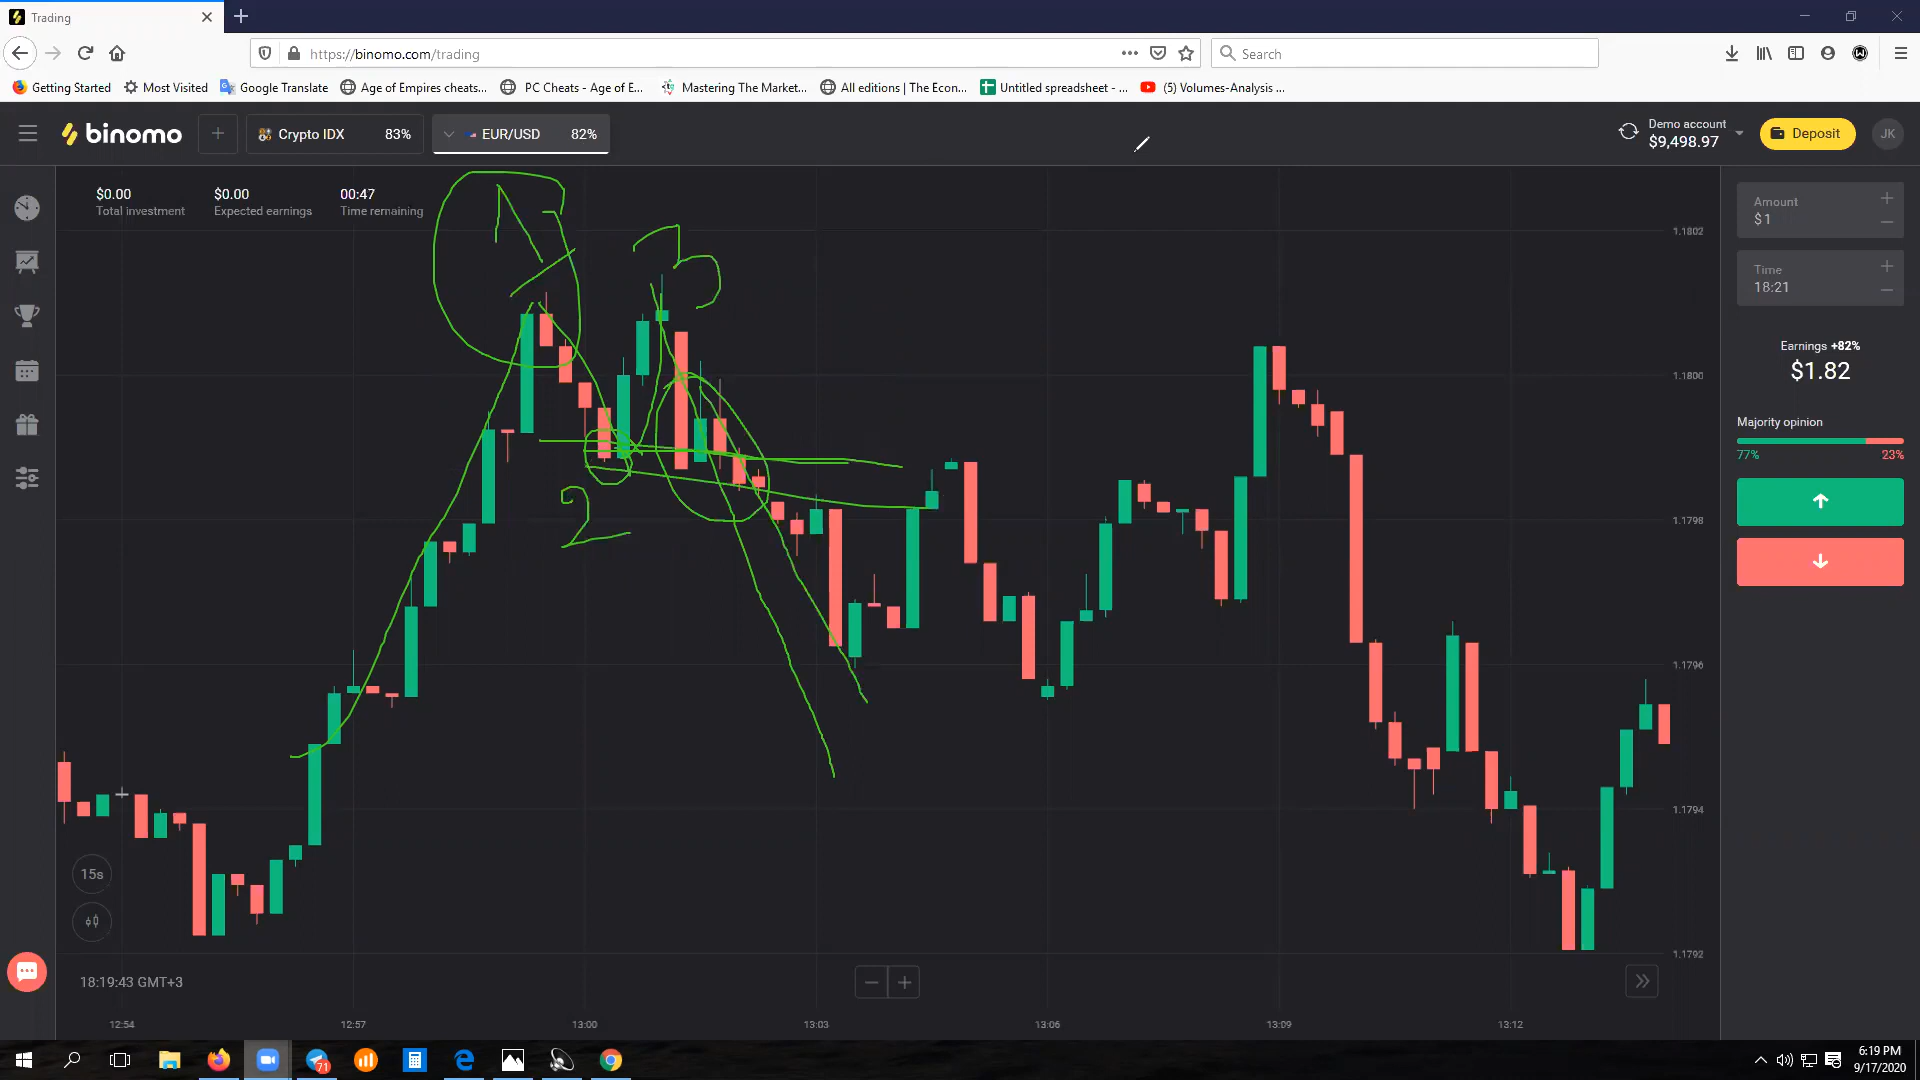 Trading
https://binomo.com/trading
Search
Getting Started
Most Visited
Google Translate
Age of Empires cheats...
PC Cheats - Age of E...
Mastering The Market...
All editions | The Econ...
Untitled spreadsheet - ...
(5) Volumes-Analysis ...
binomo
Crypto IDX 83%
EUR/USD 82%
Demo account
$9,498.97
Deposit
JK
$0.00
Total investment
$0.00
Expected earnings
00:47
Time remaining
1
2
3
1.1802
1.1800
1.1798
1.1796
1.1794
1.1792
Amount
$1
Time
18:21
Earnings +82%
$1.82
Majority opinion
77% 23%
15s
18:19:43 GMT+3
12:54 12:57 13:00 13:03 13:06 13:09 13:12
71
6:19 PM
9/17/2020